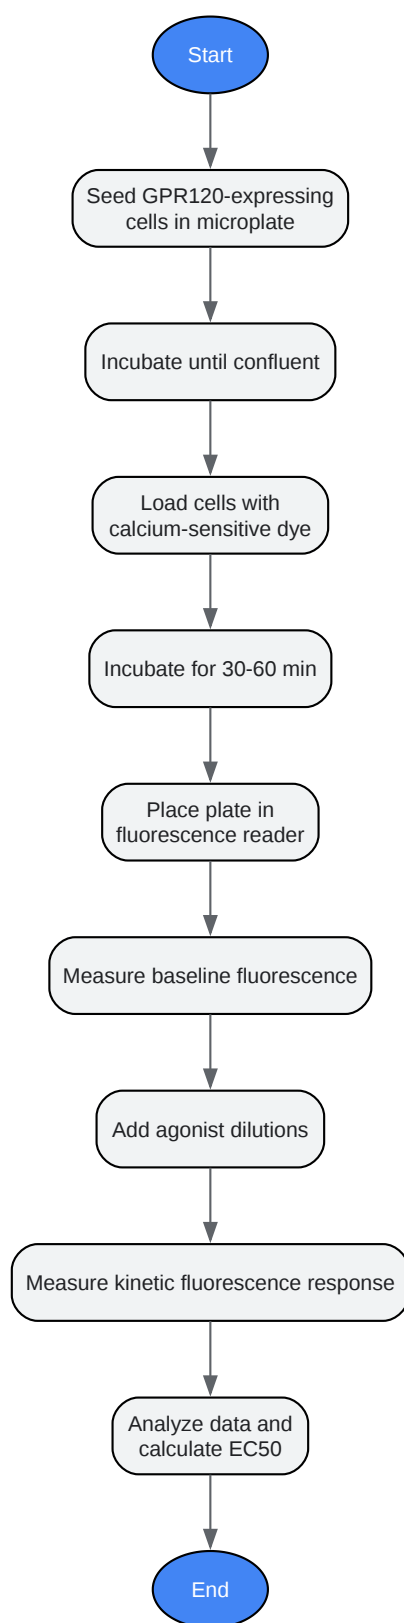 Start
Seed GPR120-expressing
cells in microplate
Incubate until confluent
Load cells with
calcium-sensitive dye
Incubate for 30-60 min
Place plate in
fluorescence reader
Measure baseline fluorescence
Add agonist dilutions
Measure kinetic fluorescence response
Analyze data and
calculate EC50
End